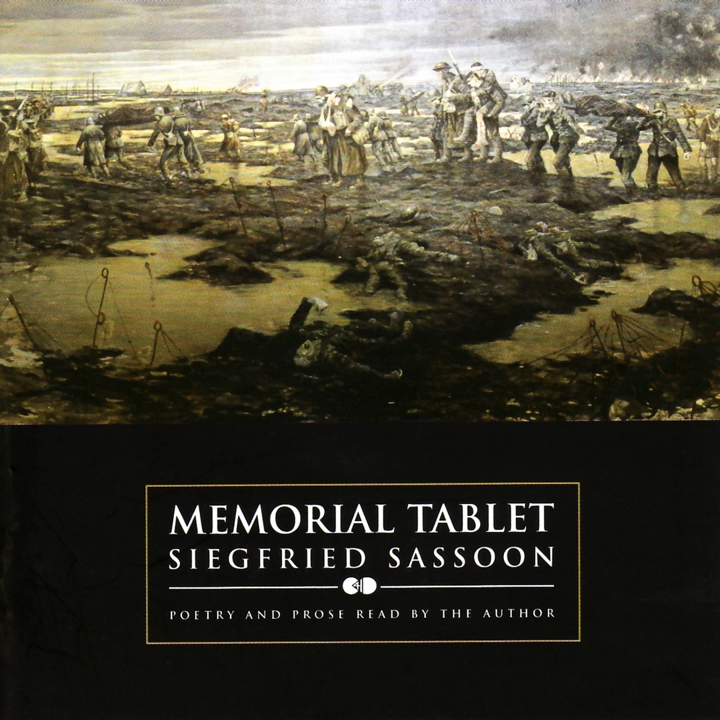 MEMORIAL TABLET
SIEGFRIED SASSOON
POETRY AND PROSE READ BY THE AUTHOR